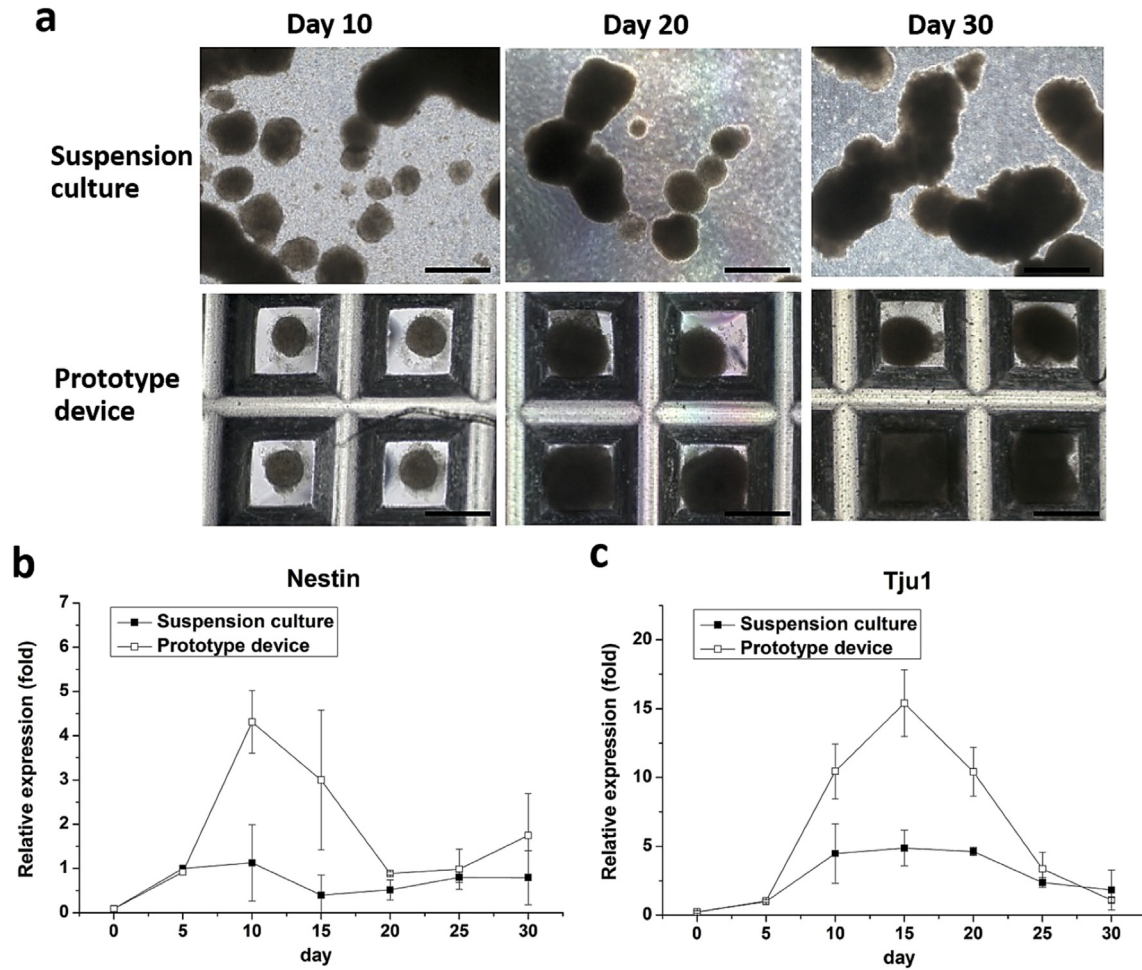 a
Day 10
Day 20
Day 30
Suspension
culture
Prototype
device
b
Nestin
Relative expression (fold)
7
6
5
4
3
2
1
0
Suspension culture
Prototype device
0 5 10 15 20 25 30
day
c
Tju1
Relative expression (fold)
20
15
10
5
0
Suspension culture
Prototype device
0 5 10 15 20 25 30
day